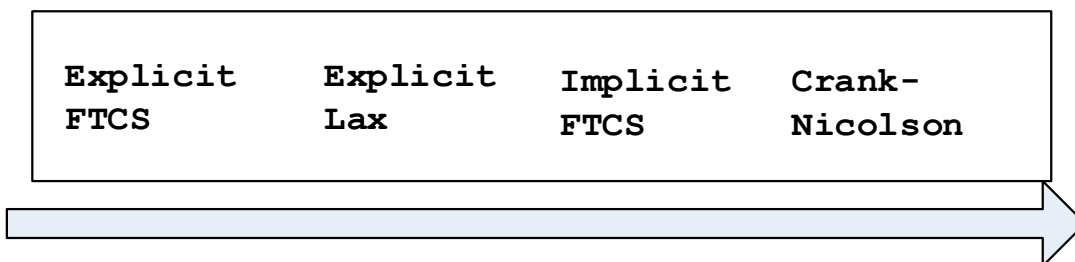 Explicit FTCS
Explicit Lax
Implicit FTCS
Crank-
Nicolson